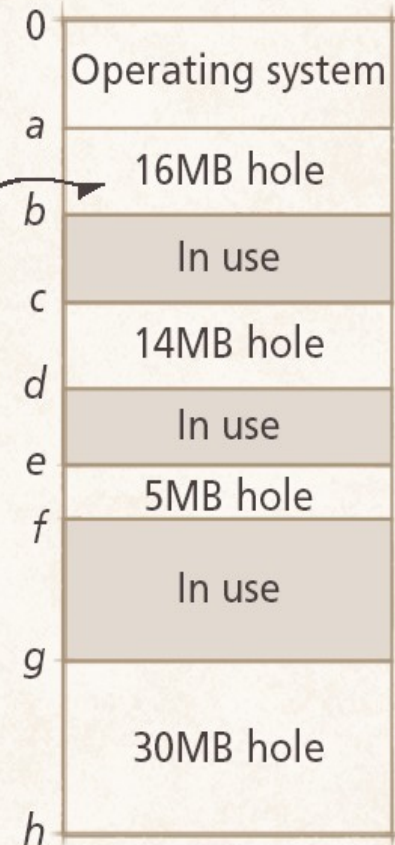 0
Operating system
a
16MB hole
b
In use
c
14MB hole
d
In use
e
5MB hole
f
In use
g
30MB hole
h